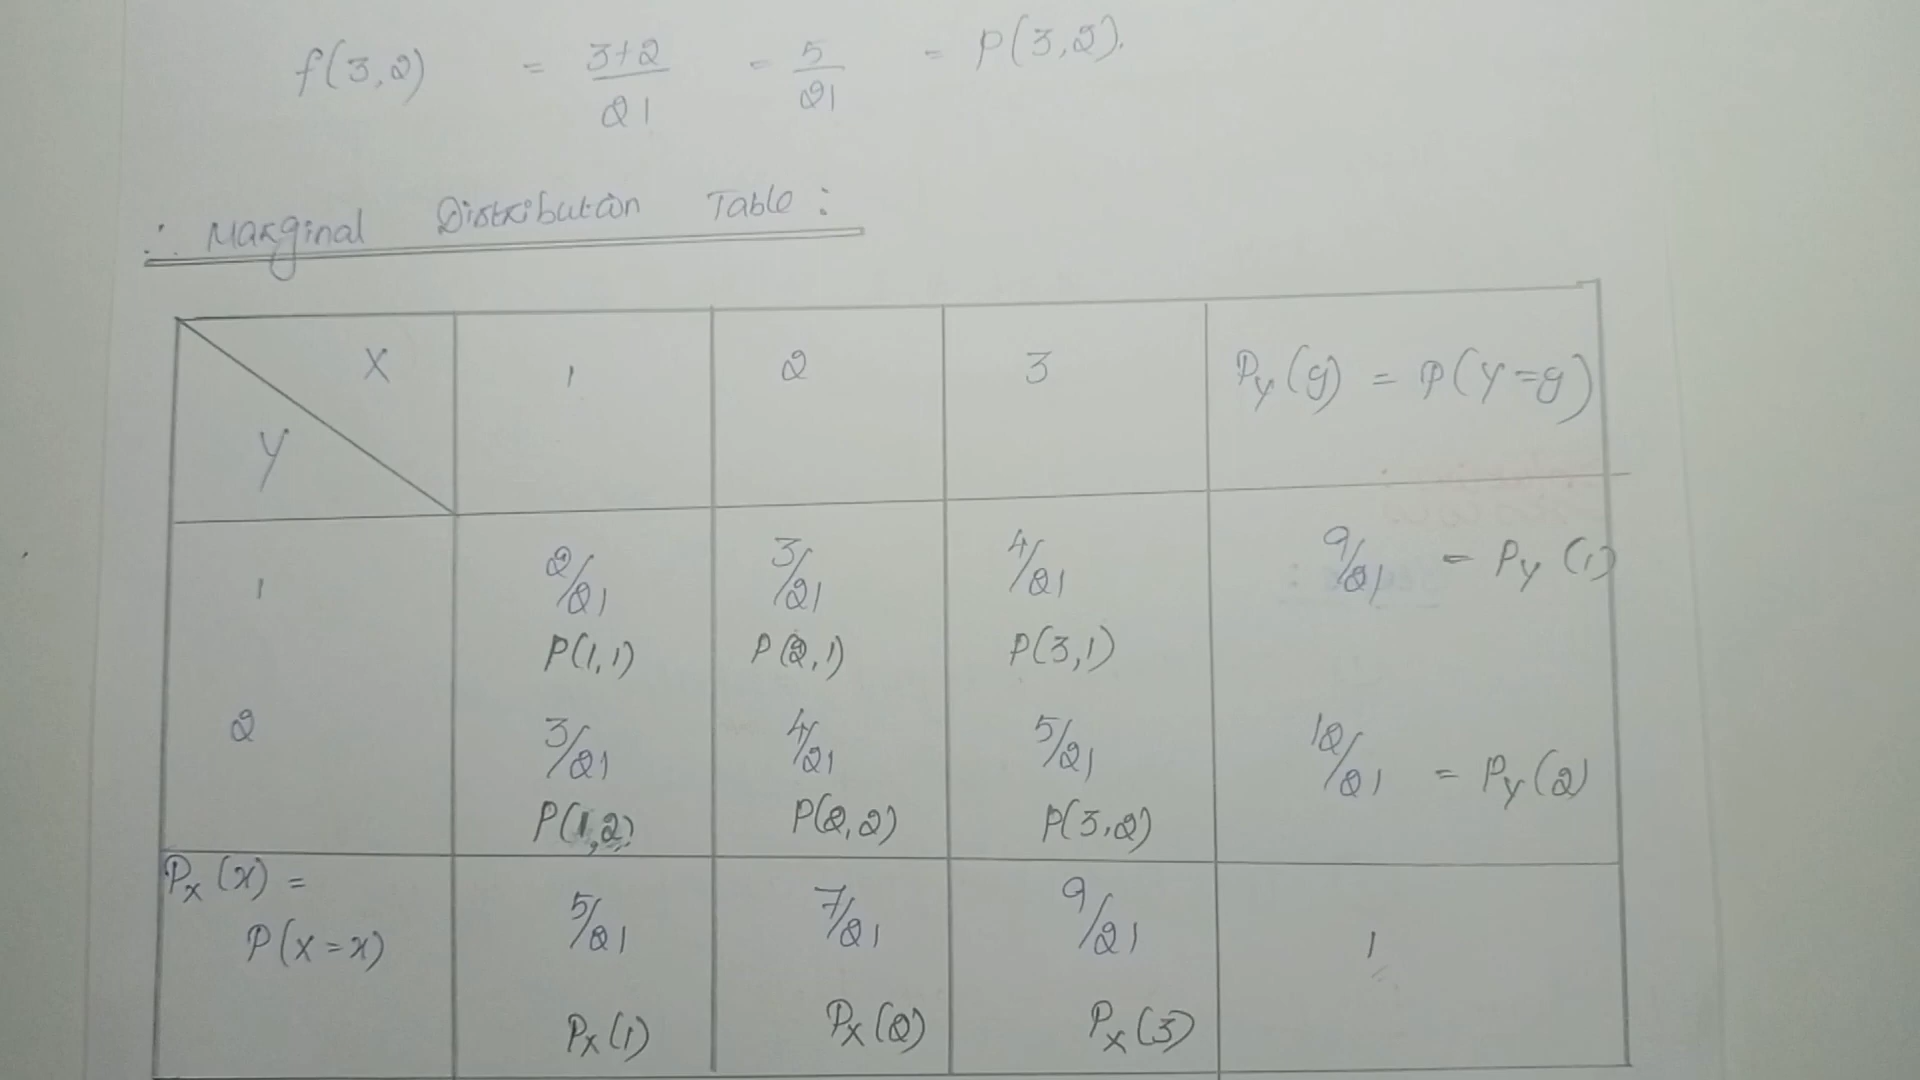 f(3,2) = 3+2/21 = 5/21 = P(3,2).
∴ Marginal Distribution Table :
X 1 2 3 Py(y) = P(Y=y)
Y
1 2/21 3/21 4/21 9/21 = Py(1)
P(1,1) P(2,1) P(3,1)
2 3/21 4/21 5/21 12/21 = Py(2)
P(1,2) P(2,2) P(3,2)
Px(x) =
P(X=x) 5/21 7/21 9/21 1
Px(1) Px(2) Px(3)